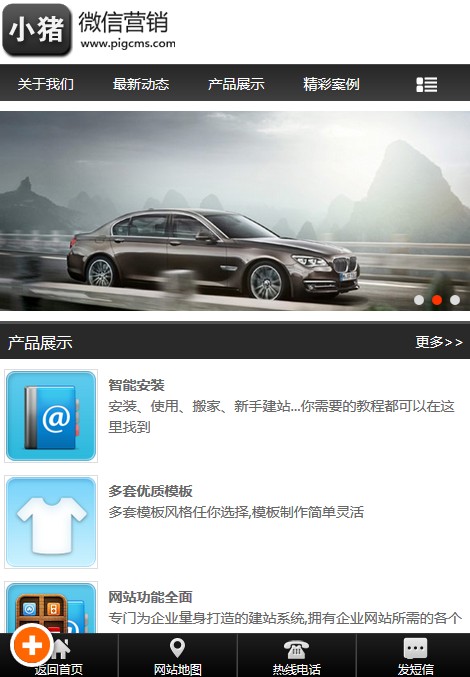 小猪
微信营销
www.pigcms.com
关于我们 最新动态 产品展示 精彩案例
产品展示 更多>>
智能安装
安装、使用、搬家、新手建站...你需要的教程都可以在这
里找到
多套优质模板
多套模板风格任你选择,模板制作简单灵活
网站功能全面
专门为企业量身打造的建站系统,拥有企业网站所需的各个
返回首页 网站地图 热线电话 发短信